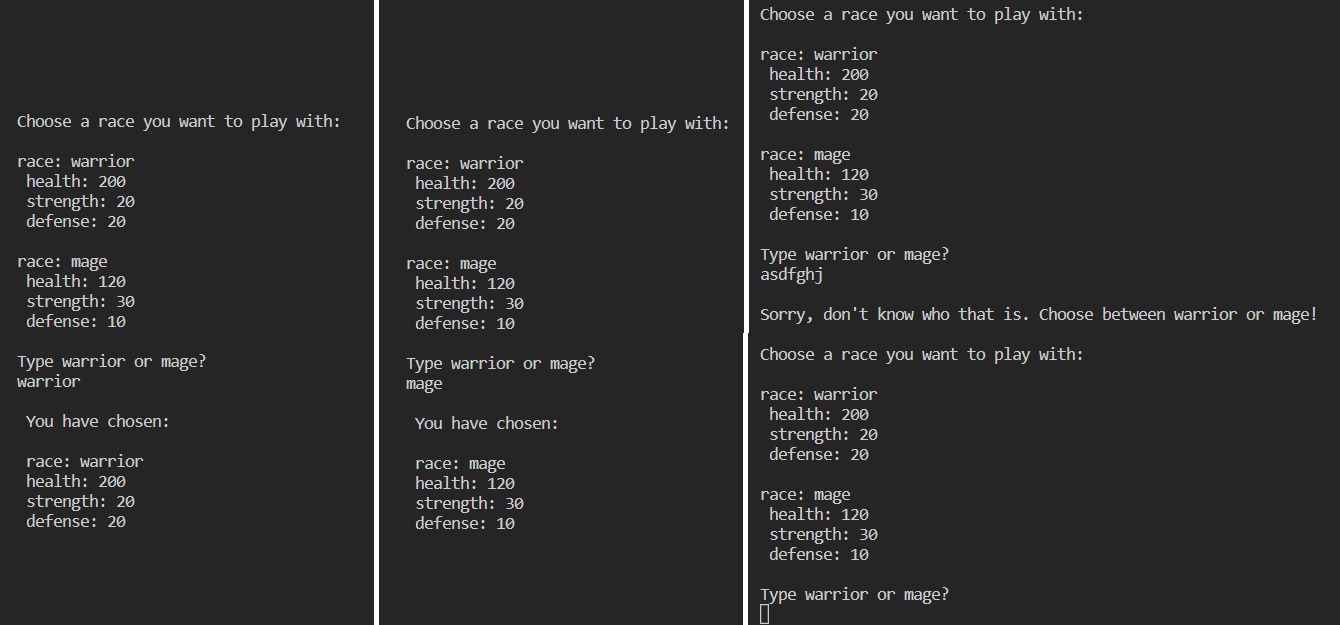 Choose a race you want to play with:
race: warrior
health: 200
strength: 20
defense: 20
race: mage
health: 120
strength: 30
defense: 10
Type warrior or mage?
warrior
You have chosen:
race: warrior
health: 200
strength: 20
defense: 20
Choose a race you want to play with:
race: warrior
health: 200
strength: 20
defense: 20
race: mage
health: 120
strength: 30
defense: 10
Type warrior or mage?
mage
You have chosen:
race: mage
health: 120
strength: 30
defense: 10
Choose a race you want to play with:
race: warrior
health: 200
strength: 20
defense: 20
race: mage
health: 120
strength: 30
defense: 10
Type warrior or mage?
asdfghj
Sorry, don't know who that is. Choose between warrior or mage!
Choose a race you want to play with:
race: warrior
health: 200
strength: 20
defense: 20
race: mage
health: 120
strength: 30
defense: 10
Type warrior or mage?